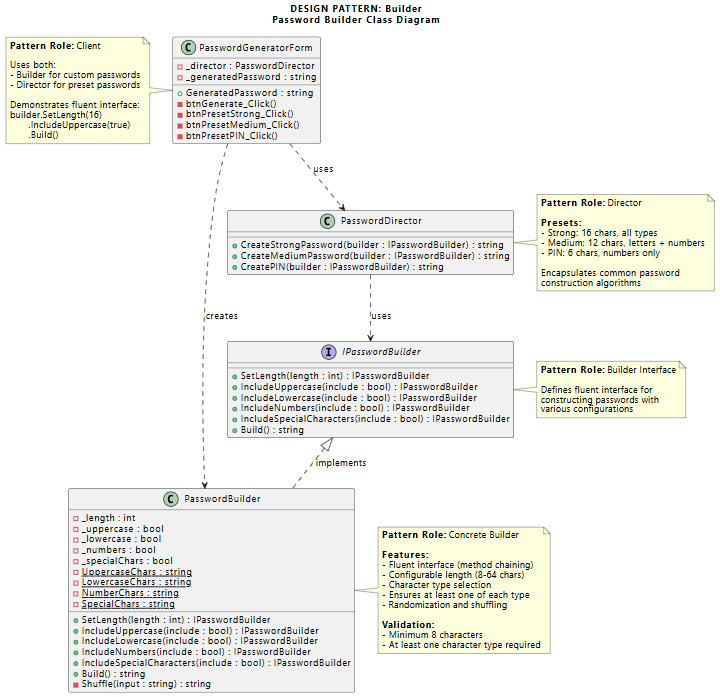 DESIGN PATTERN: Builder
Password Builder Class Diagram
Pattern Role: Client
Uses both:
- Builder for custom passwords
- Director for preset passwords
Demonstrates fluent interface:
builder.SetLength(16)
.IncludeUppercase(true)
.Build()
C PasswordGeneratorForm
_director : PasswordDirector
_generatedPassword : string
GeneratedPassword : string
btnGenerate_Click()
btnPresetStrong_Click()
btnPresetMedium_Click()
btnPresetPIN_Click()
uses
C PasswordDirector
CreateStrongPassword(builder : IPasswordBuilder) : string
CreateMediumPassword(builder : IPasswordBuilder) : string
CreatePIN(builder : IPasswordBuilder) : string
Pattern Role: Director
Presets:
- Strong: 16 chars, all types
- Medium: 12 chars, letters + numbers
- PIN: 6 chars, numbers only
Encapsulates common password
construction algorithms
creates
uses
I IPasswordBuilder
SetLength(length : int) : IPasswordBuilder
IncludeUppercase(include : bool) : IPasswordBuilder
IncludeLowercase(include : bool) : IPasswordBuilder
IncludeNumbers(include : bool) : IPasswordBuilder
IncludeSpecialCharacters(include : bool) : IPasswordBuilder
Build() : string
Pattern Role: Builder Interface
Defines fluent interface for
constructing passwords with
various configurations
implements
C PasswordBuilder
_length : int
_uppercase : bool
_lowercase : bool
_numbers : bool
_specialChars : bool
UppercaseChars : string
LowercaseChars : string
NumberChars : string
SpecialChars : string
SetLength(length : int) : IPasswordBuilder
IncludeUppercase(include : bool) : IPasswordBuilder
IncludeLowercase(include : bool) : IPasswordBuilder
IncludeNumbers(include : bool) : IPasswordBuilder
IncludeSpecialCharacters(include : bool) : IPasswordBuilder
Build() : string
Shuffle(input : string) : string
Pattern Role: Concrete Builder
Features:
- Fluent interface (method chaining)
- Configurable length (8-64 chars)
- Character type selection
- Ensures at least one of each type
- Randomization and shuffling
Validation:
- Minimum 8 characters
- At least one character type required